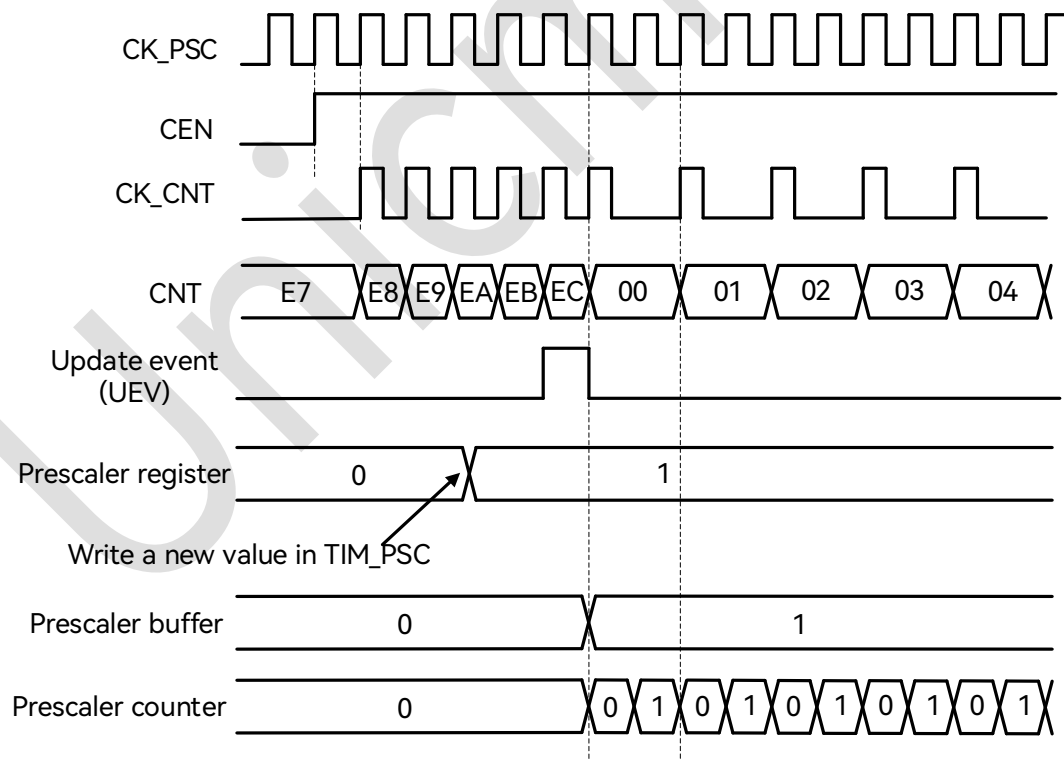 CK_PSC
CEN
CK_CNT
CNT E7 E8 E9 EA EB EC 00 01 02 03 04
Update event
(UEV)
Prescaler register 0 1
Write a new value in TIM_PSC
Prescaler buffer 0 1
Prescaler counter 0 0 1 0 1 0 1 0 1 0 1